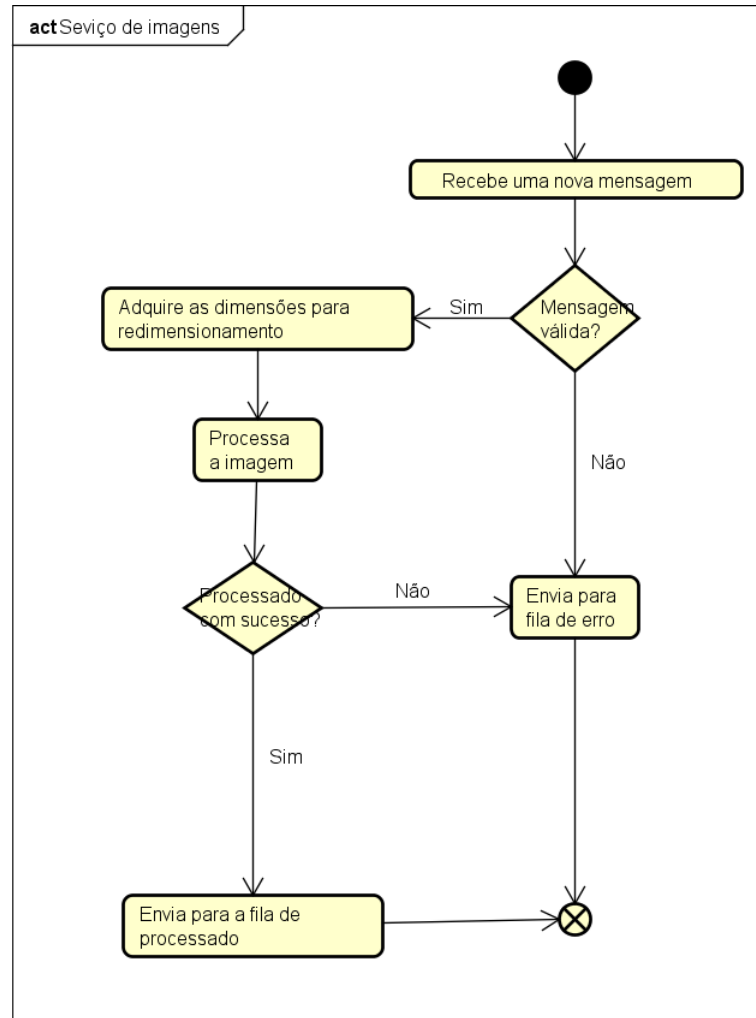 act Seviço de imagens
Recebe uma nova mensagem
Mensagem
válida?
Sim
Adquire as dimensões para
redimensionamento
Processa
a imagem
Não
Processado
com sucesso?
Não
Envia para
fila de erro
Sim
Envia para a fila de
processado